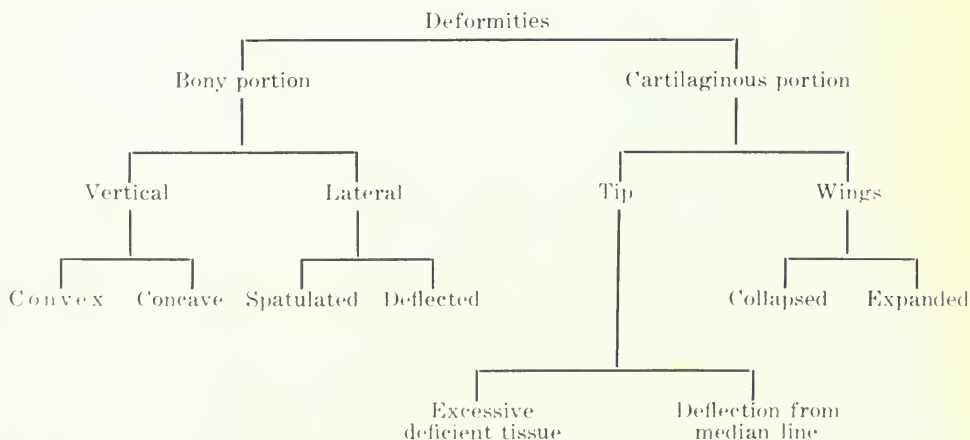 Deformities
Bony portion
Cartilaginous portion
Vertical
Lateral
Tip
Wings
Convex
Concave
Spatulated
Deflected
Collapsed
Expanded
Excessive
deficient tissue
Deflection from
median line